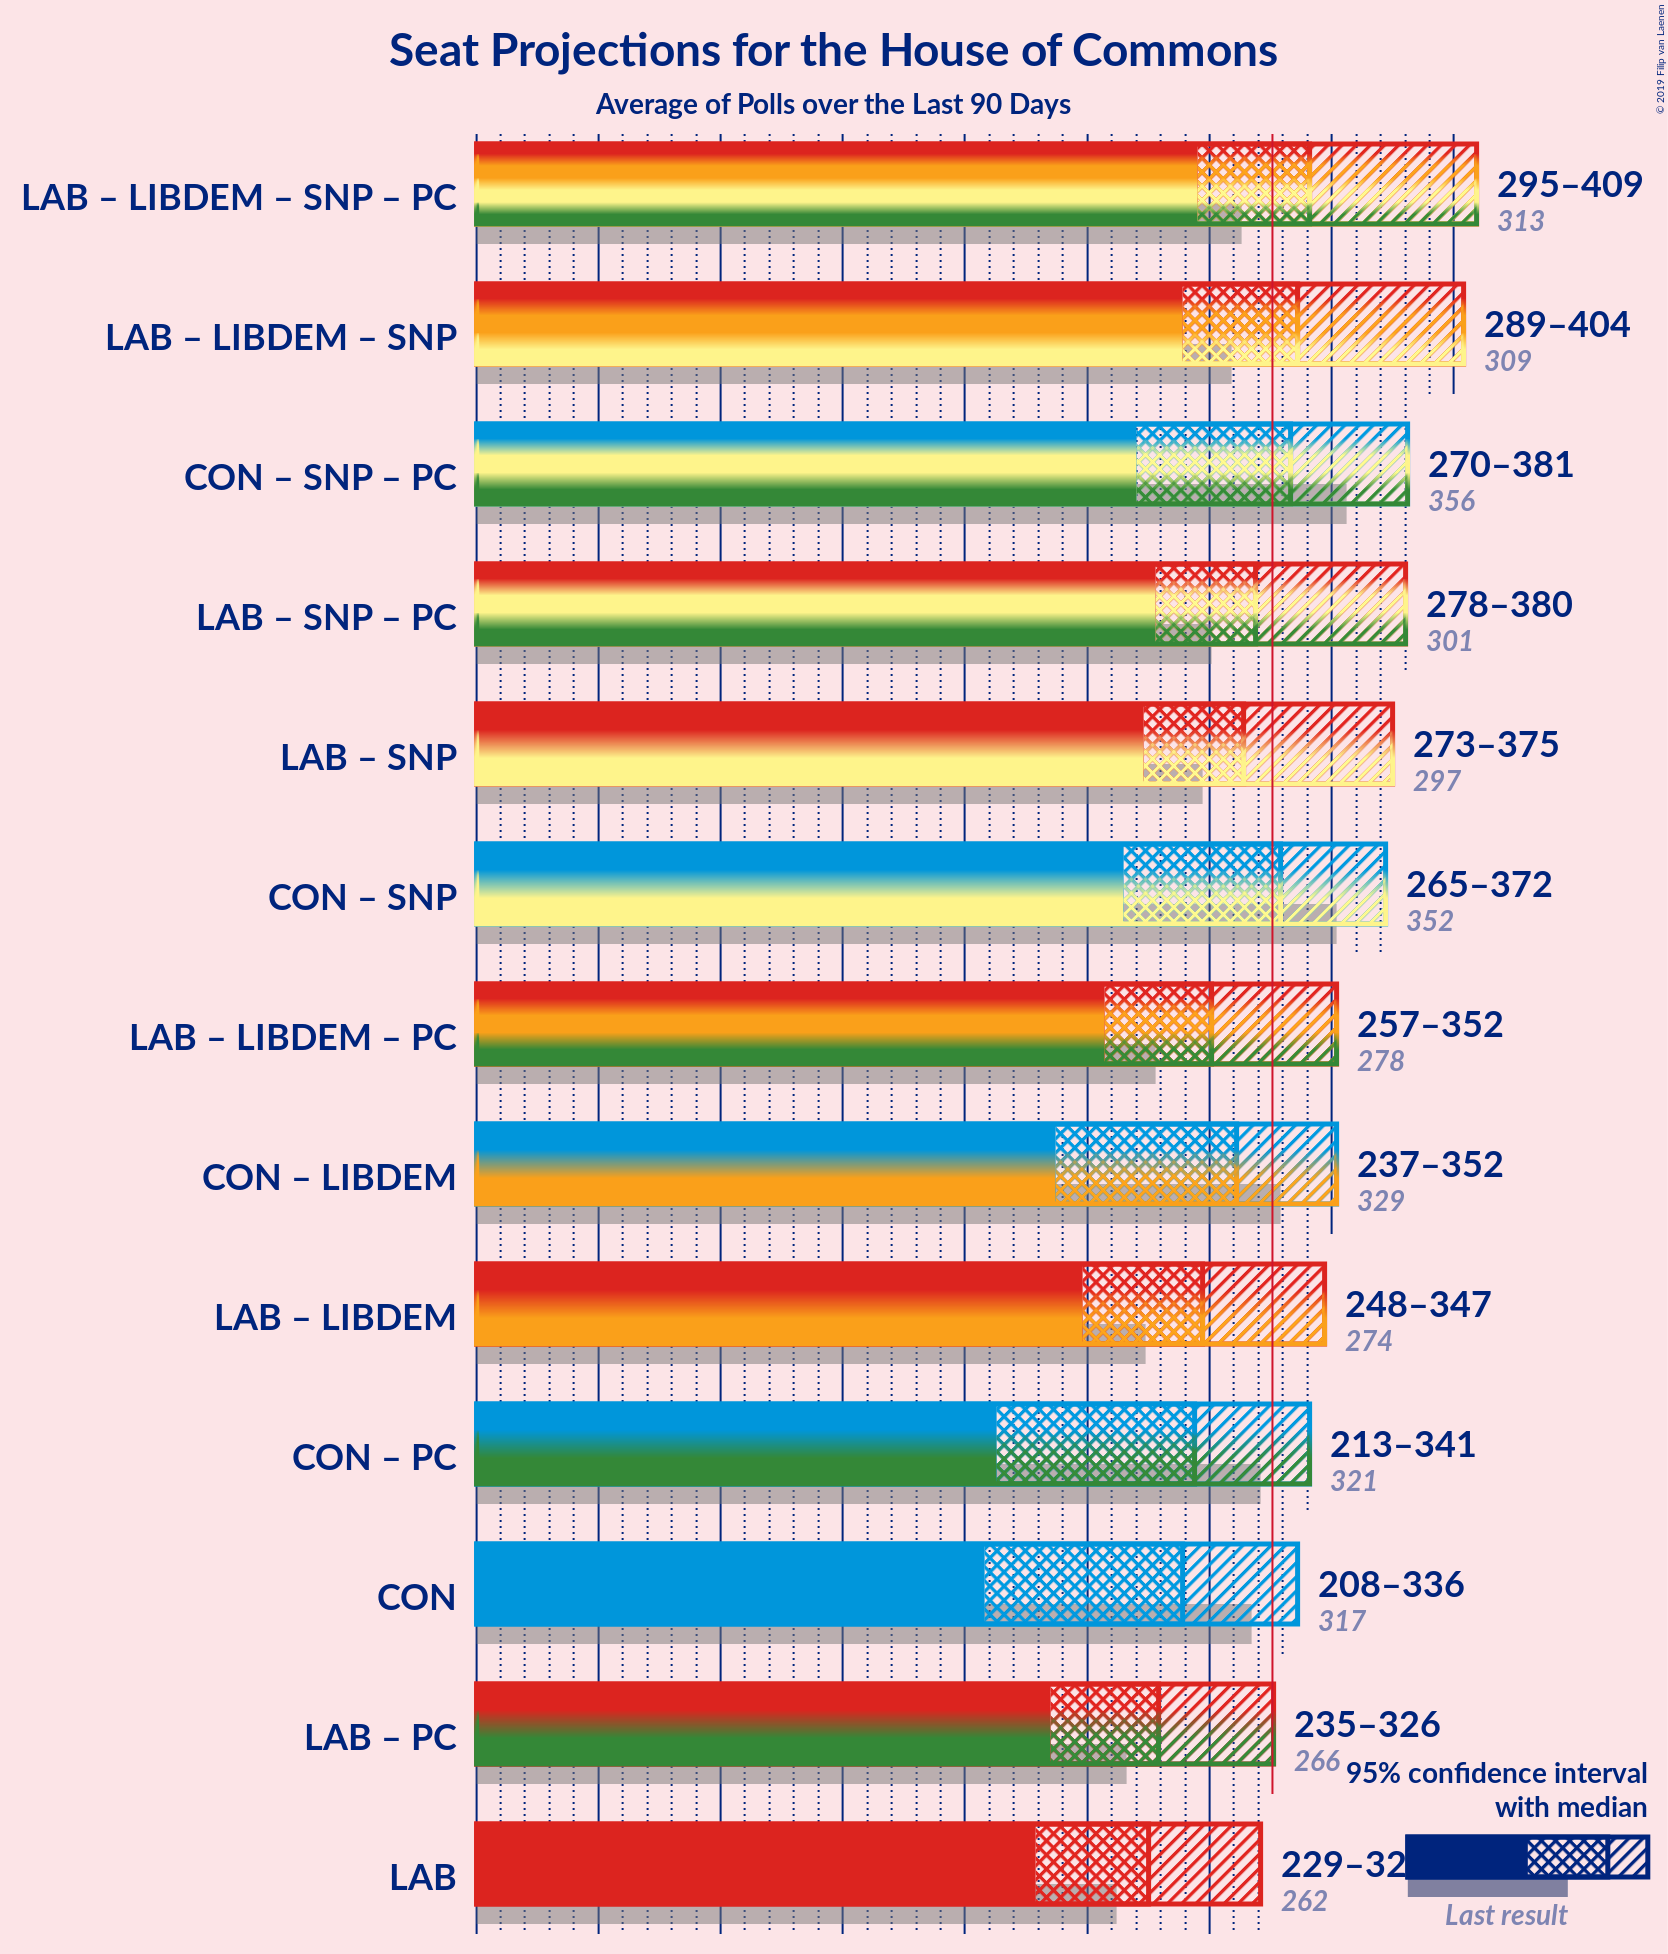 Seat Projections for the House of Commons
Average of Polls over the Last 90 Days
© 2019 Filip van Laenen
LAB – LIBDEM – SNP – PC
295–409
313
LAB – LIBDEM – SNP
289–404
309
CON – SNP – PC
270–381
356
LAB – SNP – PC
278–380
301
LAB – SNP
273–375
297
CON – SNP
265–372
352
LAB – LIBDEM – PC
257–352
278
CON – LIBDEM
237–352
329
LAB – LIBDEM
248–347
274
CON – PC
213–341
321
CON
208–336
317
LAB – PC
235–326
266
95% confidence interval
with median
LAB
229–32
262
Last result